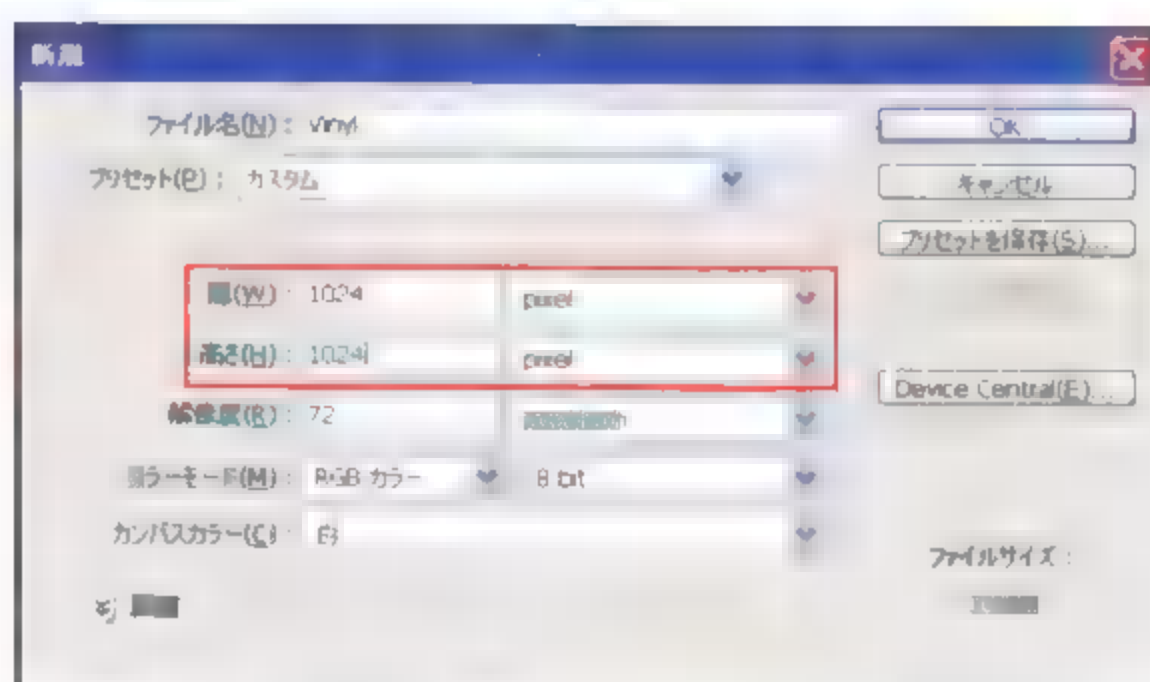 新規
ファイル名(N): vinyl
OK
プリセット(P): カスタム
キャンセル
プリセットを保存(S)...
幅(W): 1024 pixel
高さ(H): 1024 pixel
Device Central(E)...
解像度(R): 72
カラーモード(M): RGB カラー 8 bit
カンバスカラー(C): 白
ファイルサイズ: